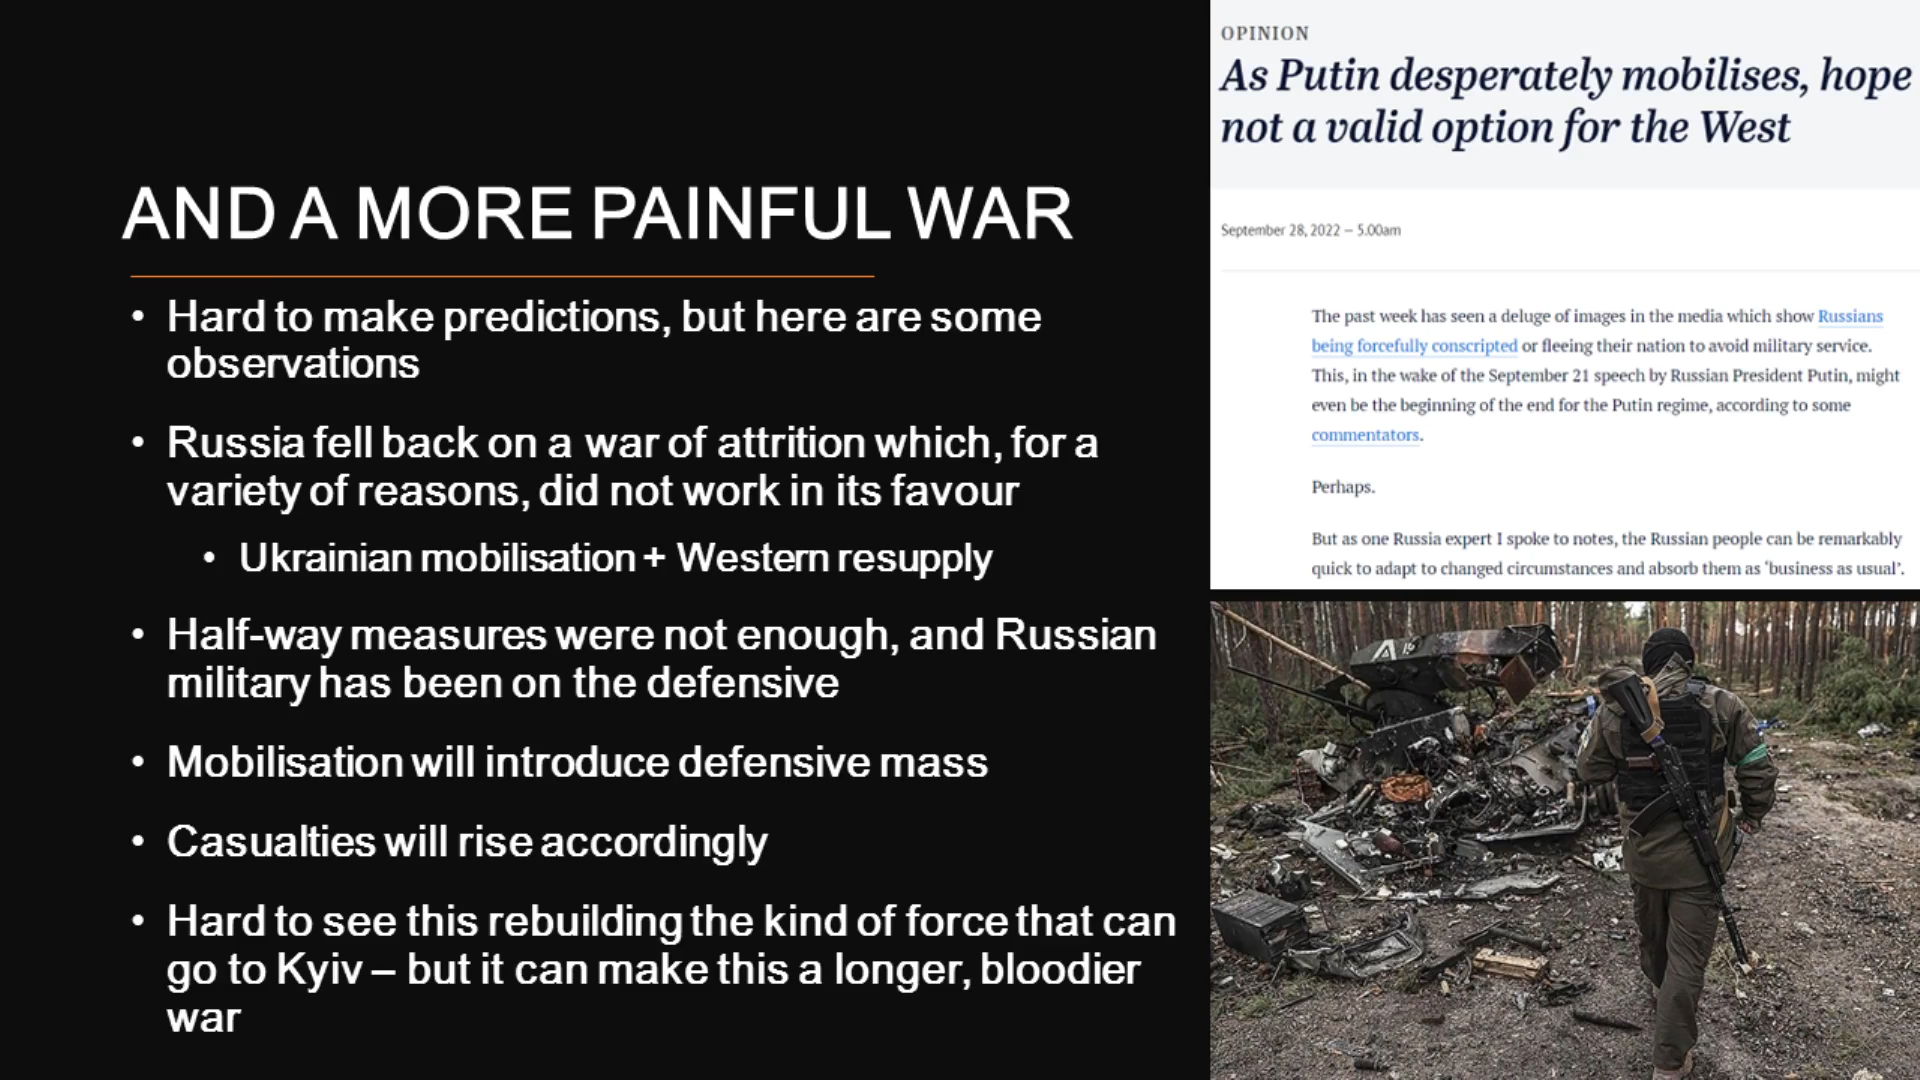 AND A MORE PAINFUL WAR
• Hard to make predictions, but here are some
observations
• Russia fell back on a war of attrition which, for a
variety of reasons, did not work in its favour
• Ukrainian mobilisation + Western resupply
• Half-way measures were not enough, and Russian
military has been on the defensive
• Mobilisation will introduce defensive mass
• Casualties will rise accordingly
• Hard to see this rebuilding the kind of force that can
go to Kyiv – but it can make this a longer, bloodier
war
OPINION
As Putin desperately mobilises, hope
not a valid option for the West
September 28, 2022 – 5.00am
The past week has seen a deluge of images in the media which show Russians
being forcefully conscripted or fleeing their nation to avoid military service.
This, in the wake of the September 21 speech by Russian President Putin, might
even be the beginning of the end for the Putin regime, according to some
commentators.
Perhaps.
But as one Russia expert I spoke to notes, the Russian people can be remarkably
quick to adapt to changed circumstances and absorb them as ‘business as usual’.